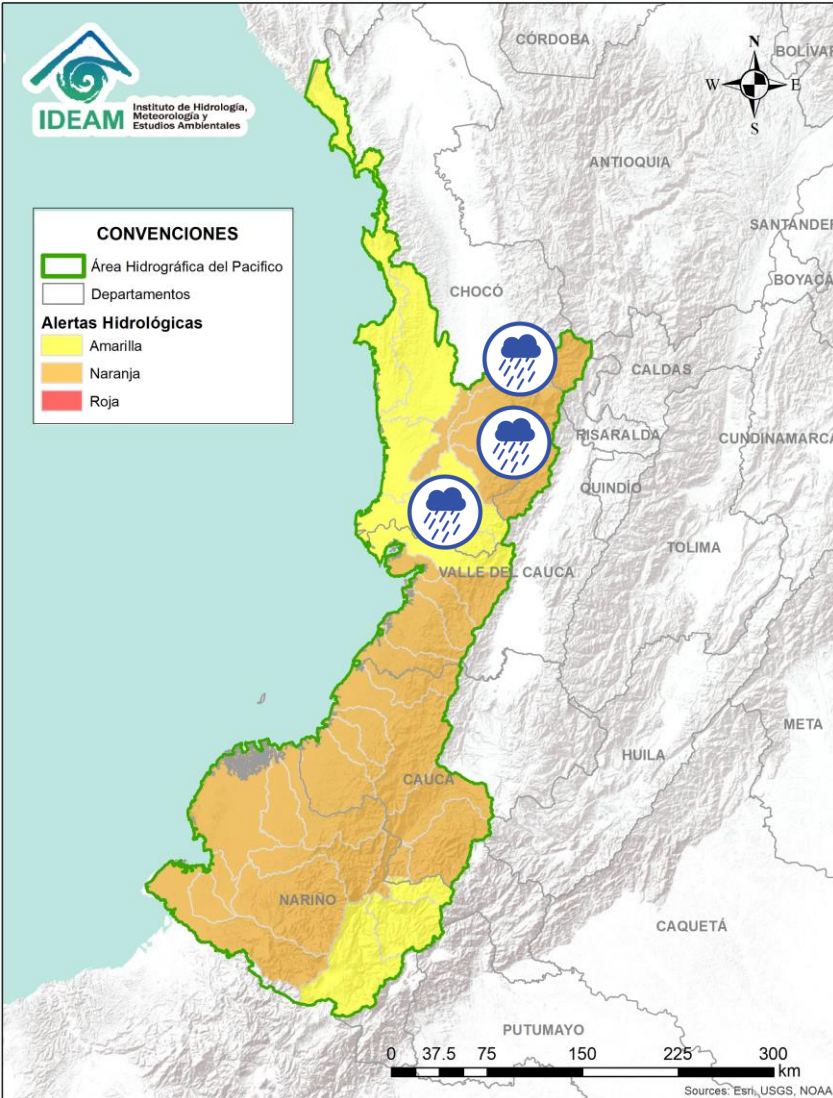 IDEAM
Instituto de Hidrología,
Meteorología y
Estudios Ambientales
CÓRDOBA
BOLÍVAR
N
W
E
S
ANTIOQUIA
SANTANDER
BOYACÁ
CONVENCIONES
Área Hidrográfica del Pacifico
Departamentos
Alertas Hidrológicas
Amarilla
Naranja
Roja
CHOCÓ
CALDAS
RISARALDA
CUNDINAMARCA
QUINDÍO
TOLIMA
VALLE DEL CAUCA
META
HUILA
CAUCA
NARIÑO
CAQUETÁ
PUTUMAYO
0 37.5 75 150 225 300
km
Sources: Esri, USGS, NOAA